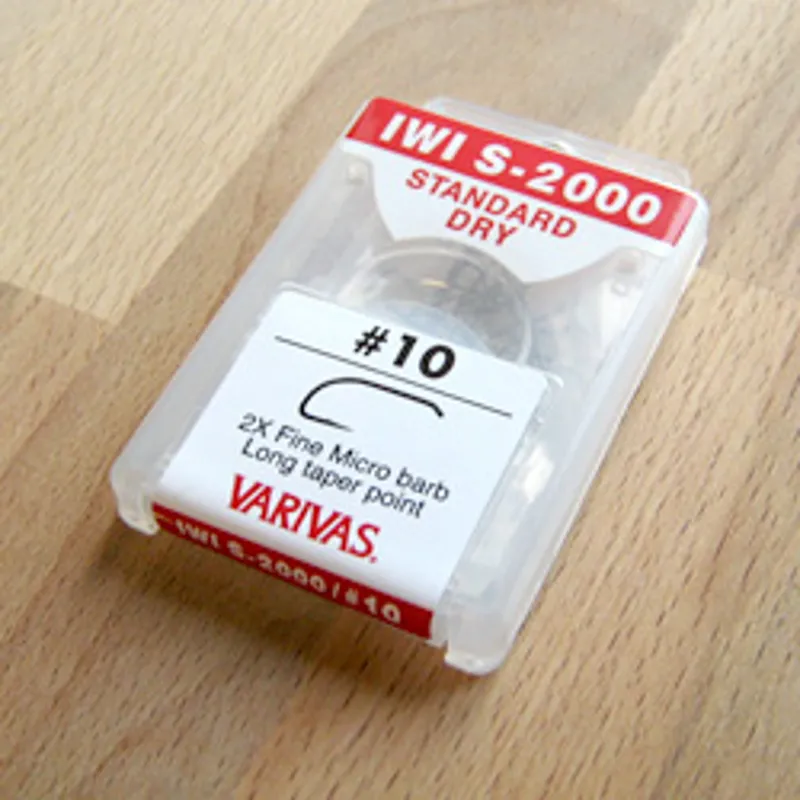 IWI S-2000
STANDARD
DRY
#10
2X Fine Micro barb
Long taper point
VARIVAS®
IWI S-2000/#10